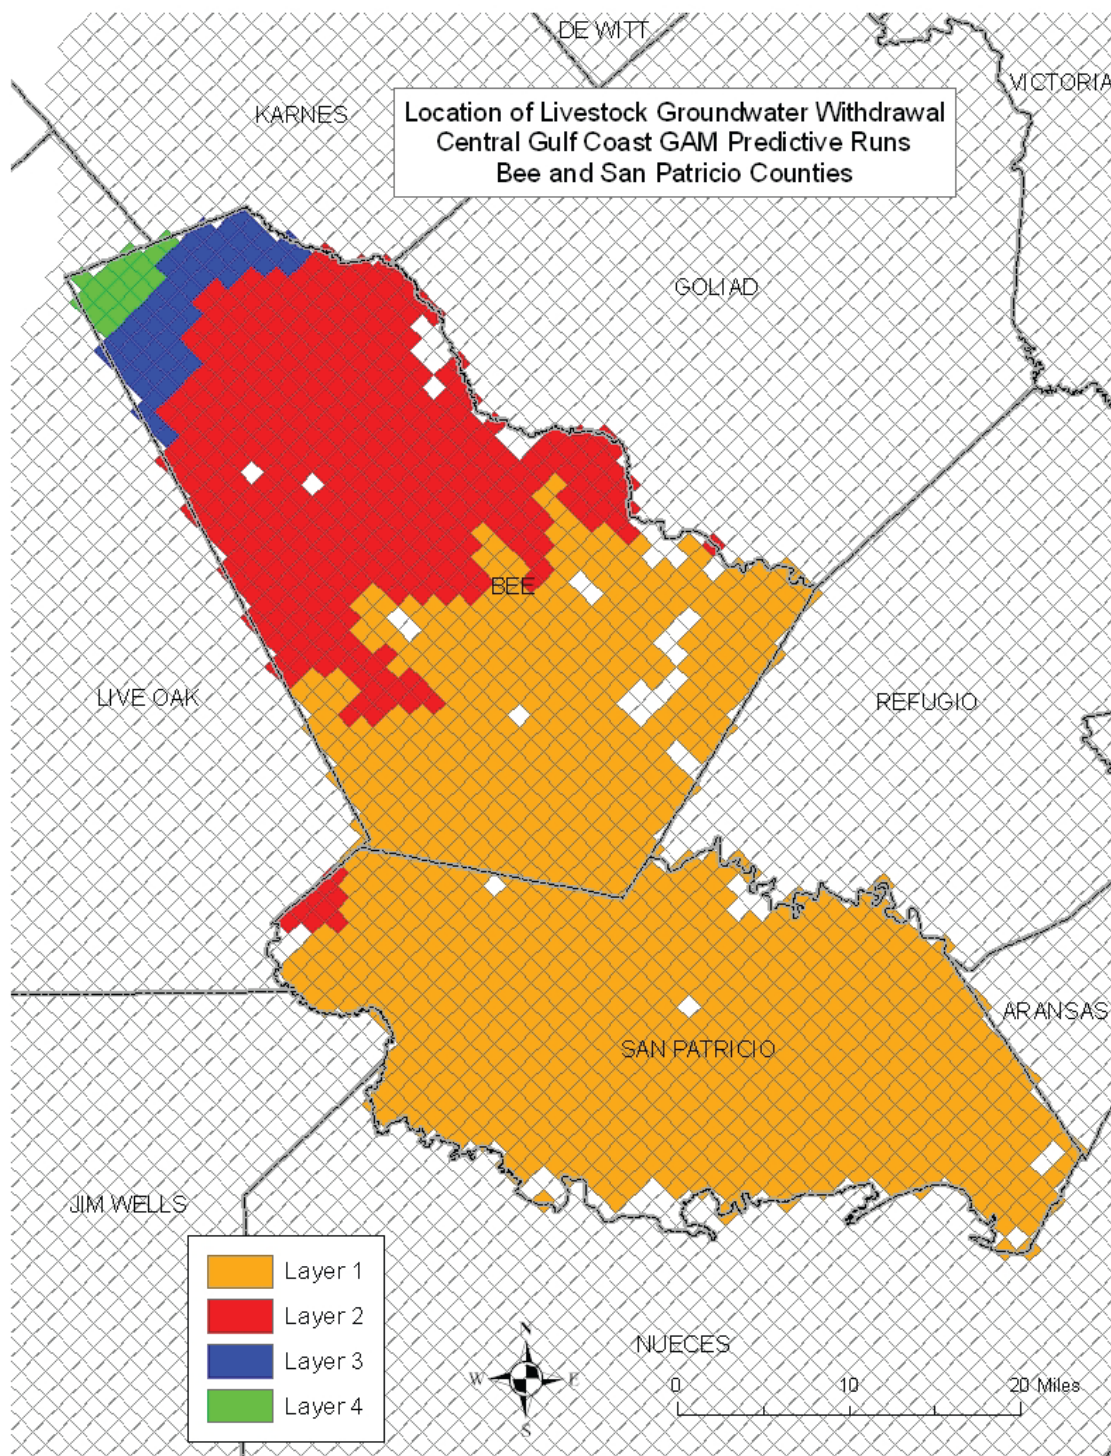 DE WITT
VICTORIA
KARNES
Location of Livestock Groundwater Withdrawal
Central Gulf Coast GAM Predictive Runs
Bee and San Patricio Counties
GOLIAD
BEE
LIVE OAK
REFUGIO
ARANSAS
SAN PATRICIO
JIM WELLS
Layer 1
Layer 2
Layer 3
Layer 4
NUECES
N
W E
S
0 10 20 Miles